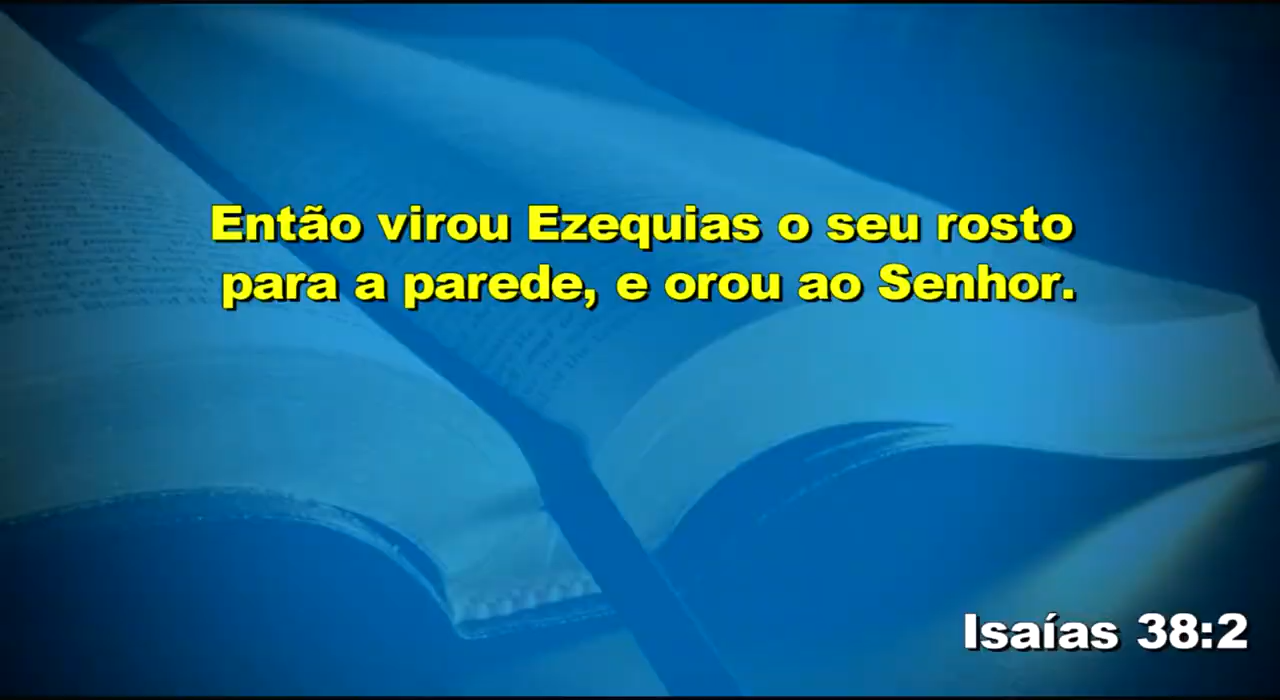 Então virou Ezequias o seu rosto
para a parede, e orou ao Senhor.
Isaías 38:2